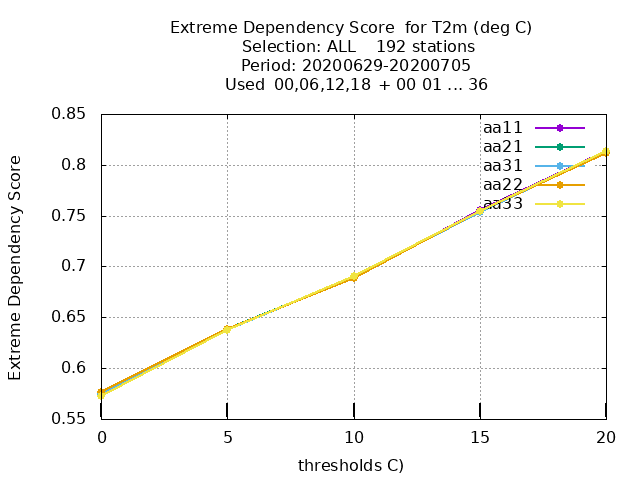 Extreme Dependency Score  for T2m (deg C)
Selection: ALL    192 stations
Period: 20200629-20200705
Used  00,06,12,18 + 00 01 ... 36
0.85
0.8
0.75
0.7
0.65
0.6
0.55
Extreme Dependency Score
aa11
aa21
aa31
aa22
aa33
0
5
10
15
20
thresholds C)